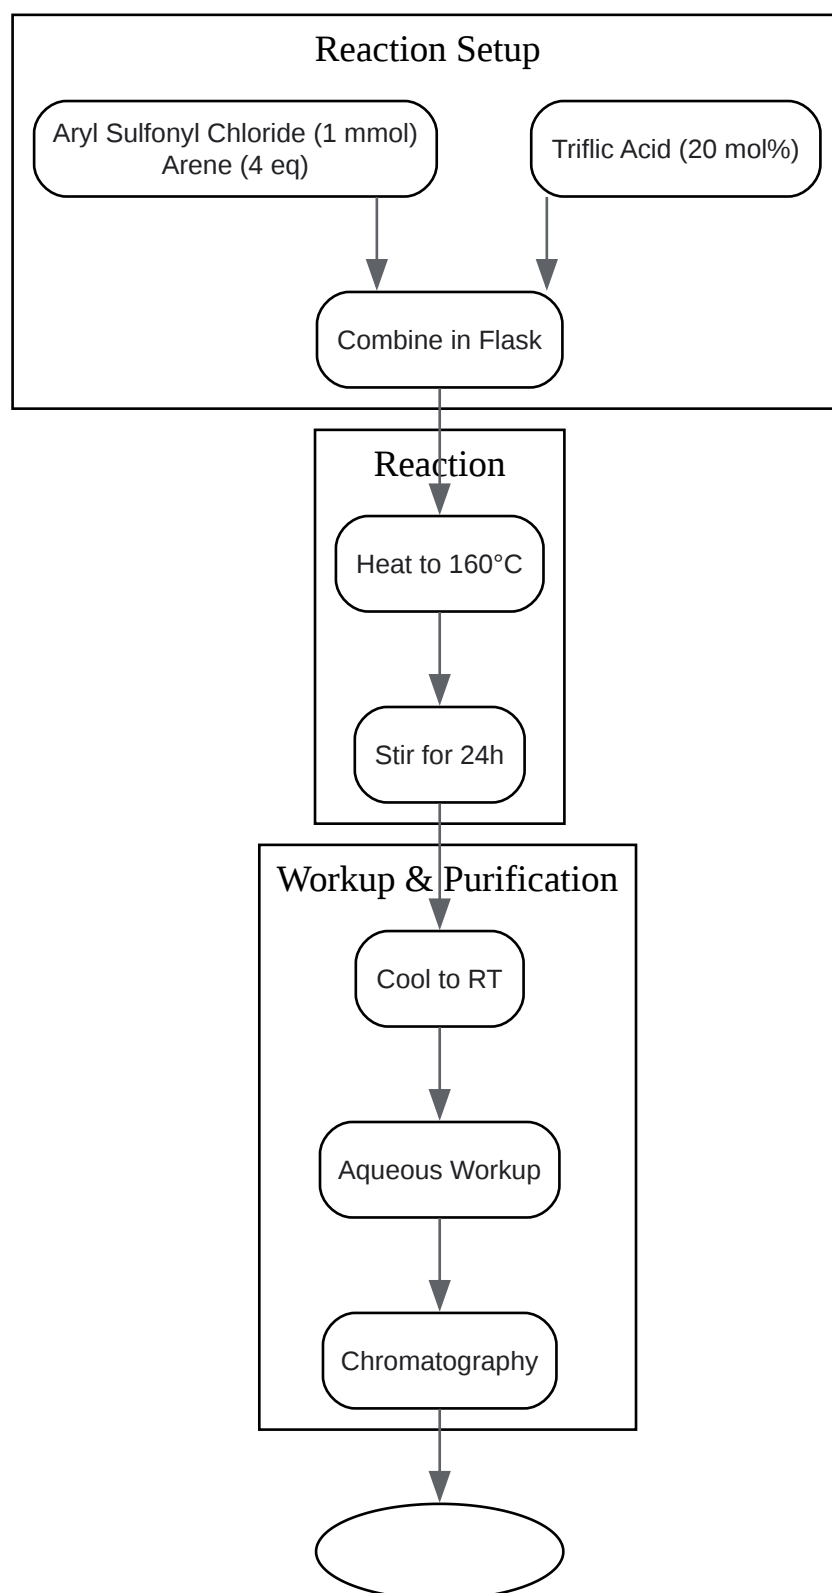 Reaction Setup
Aryl Sulfonyl Chloride (1 mmol)
Arene (4 eq)
Triflic Acid (20 mol%)
Combine in Flask
Reaction
Heat to 160°C
Stir for 24h
Workup & Purification
Cool to RT
Aqueous Workup
Chromatography